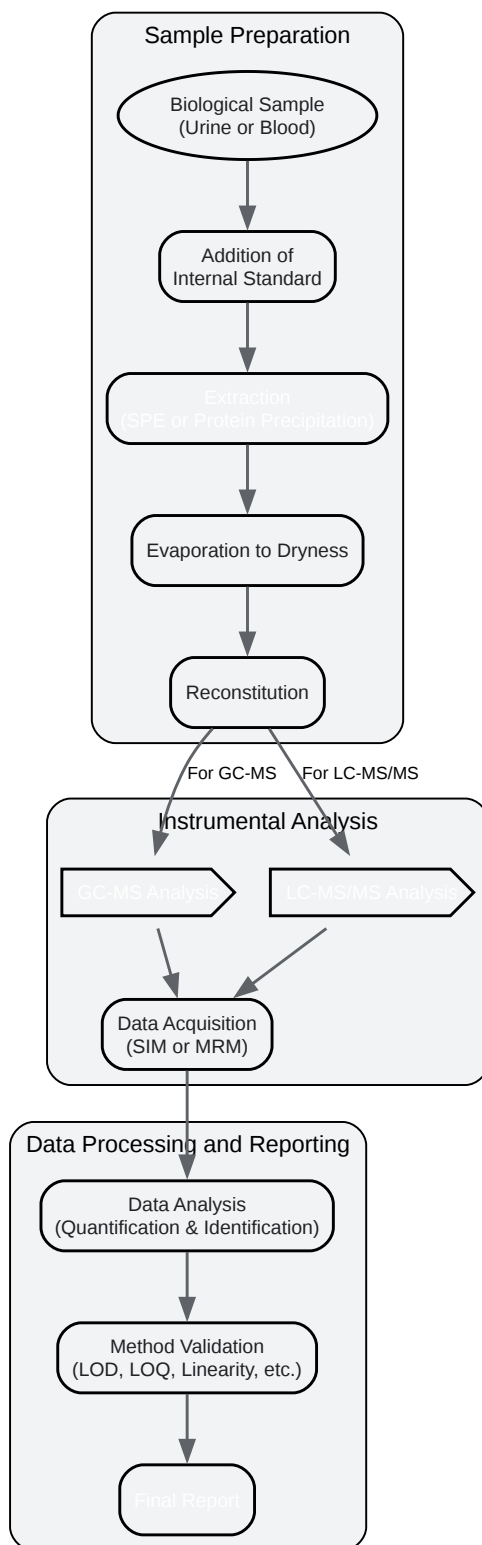 Sample Preparation
Biological Sample
(Urine or Blood)
Addition of
Internal Standard
Extraction
(SPE or Protein Precipitation)
Evaporation to Dryness
Reconstitution
For GC-MS
For LC-MS/MS
Instrumental Analysis
GC-MS Analysis
LC-MS/MS Analysis
Data Acquisition
(SIM or MRM)
Data Processing and Reporting
Data Analysis
(Quantification & Identification)
Method Validation
(LOD, LOQ, Linearity, etc.)
Final Report